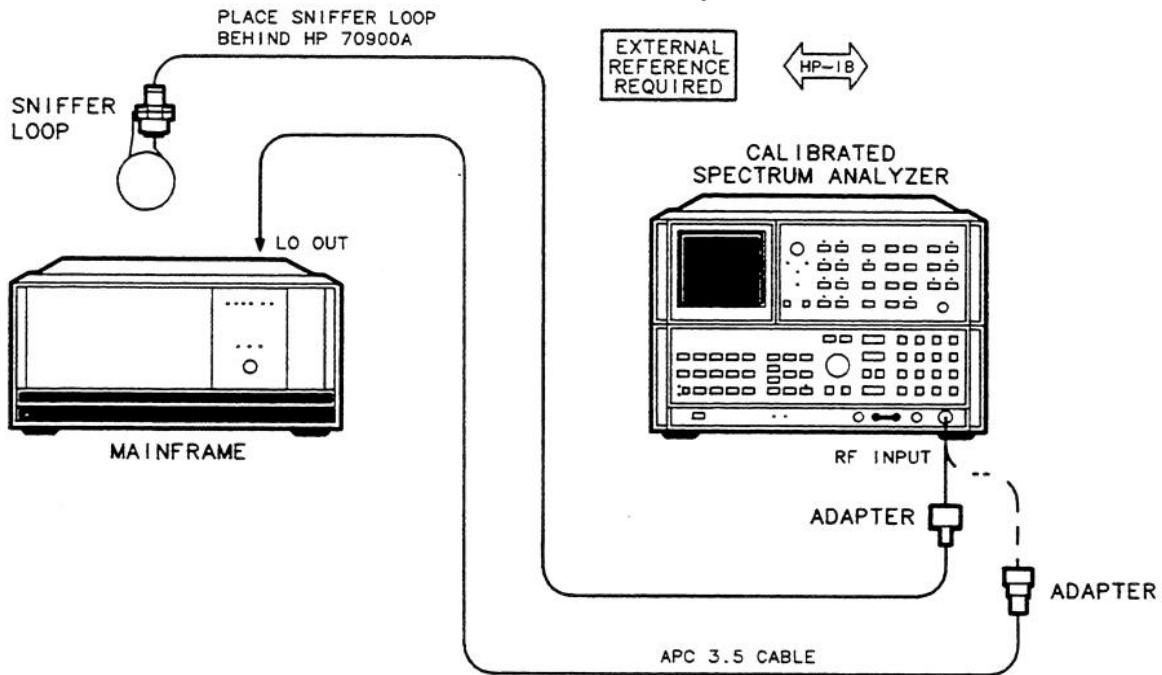 PLACE SNIFFER LOOP
BEHIND HP 70900A
EXTERNAL
REFERENCE
REQUIRED
HP-IB
SNIFFER
LOOP
CALIBRATED
SPECTRUM ANALYZER
LO OUT
MAINFRAME
RF INPUT
ADAPTER
ADAPTER
APC 3.5 CABLE